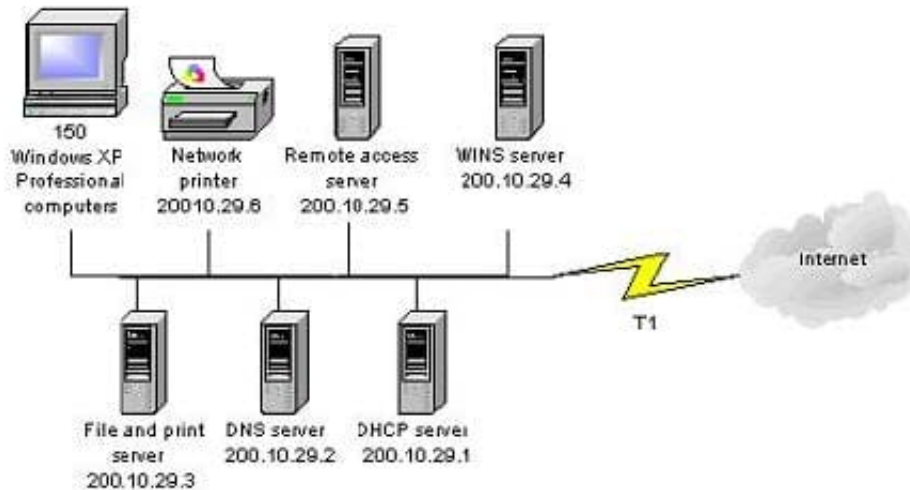 150
Windows XP
Professional
computers
Network
printer
20010.29.6
Remote access
server
200.10.29.5
WINS server
200.10.29.4
Internet
T1
File and print
server
200.10.29.3
DNS server
200.10.29.2
DHCP server
200.10.29.1